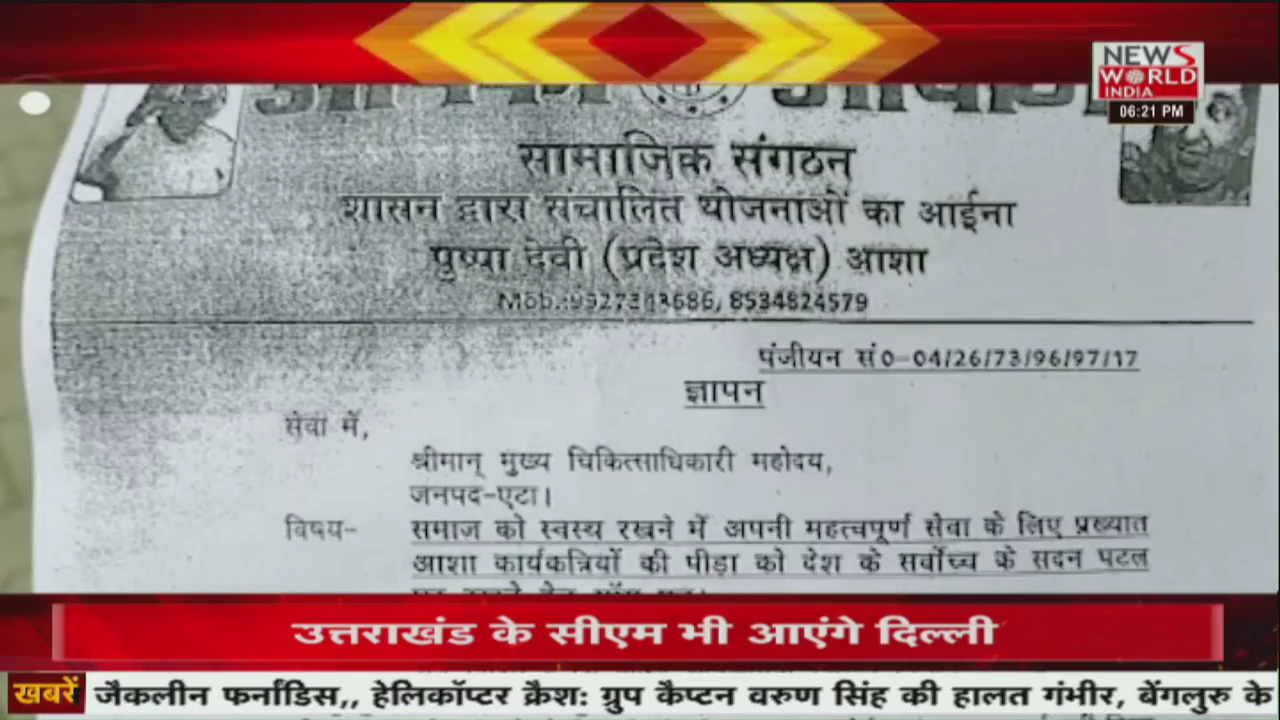 NEWS
WORLD
INDIA
06:21 PM
सामाजिक संगठन
शासन द्वारा संचालित योजनाओं का आईना
पुष्पा देवी (प्रदेश अध्यक्ष) आशा
Mob.: 8534824579
पंजीयन सं0-04/26/73/96/97/17
ज्ञापन
सेवा में,
श्रीमान् मुख्य चिकित्साधिकारी महोदय,
जनपद-एटा।
विषय- समाज को स्वस्थ रखने में अपनी महत्वपूर्ण सेवा के लिए प्रख्यात
आशा कार्यकत्रियों की पीड़ा को देश के सर्वोच्च के सदन पटल
उत्तराखंड के सीएम भी आएंगे दिल्ली
खबरें जैकलीन फर्नांडिस,, हेलिकॉप्टर क्रैश: ग्रुप कैप्टन वरुण सिंह की हालत गंभीर, बेंगलुरु के